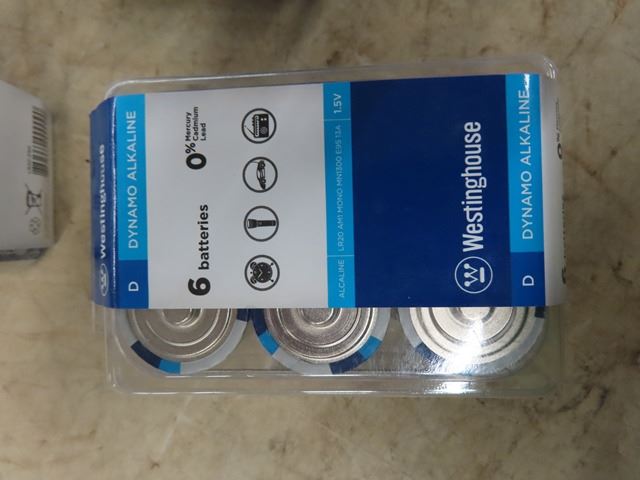 Westinghouse
D DYNAMO ALKALINE
6 batteries
0% Mercury
Cadmium
Lead
ALCALINE LR20 AM1 MONO MN1300 E95 13A 1.5V
Westinghouse
D DYNAMO ALKALINE